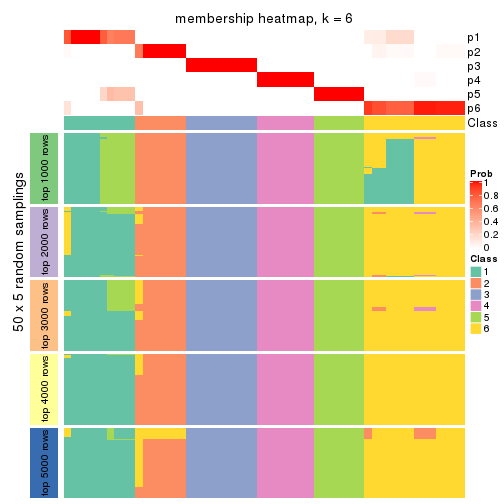 membership heatmap, k = 6
p1
p2
p3
p4
p5
p6
Class
50 x 5 random samplings
top 1000 rows
top 2000 rows
top 3000 rows
top 4000 rows
top 5000 rows
Prob
1
0.8
0.6
0.4
0.2
0
Class
1
2
3
4
5
6